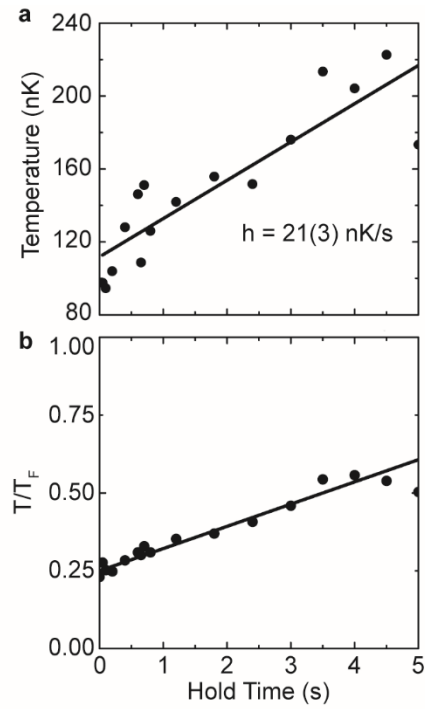 a
240
200
160
120
80
Temperature (nK)
h = 21(3) nK/s
b
1.00
0.75
0.50
0.25
0.00
T/T_F
0 1 2 3 4 5
Hold Time (s)